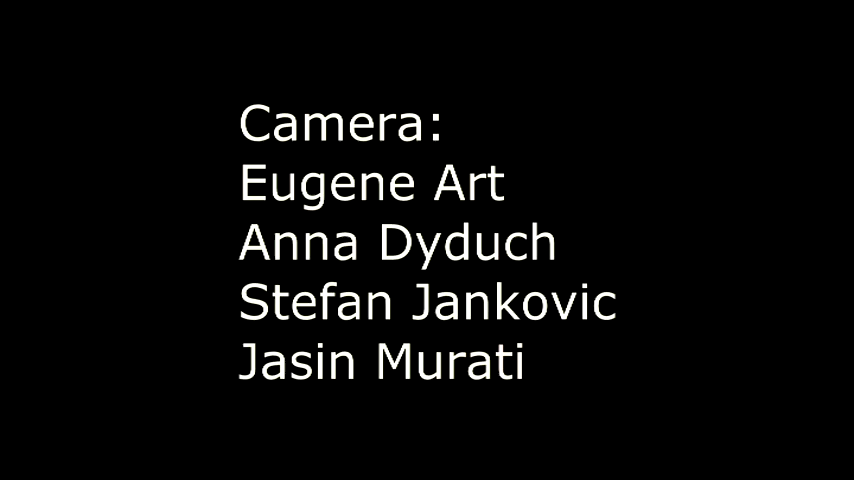 Camera:
Eugene Art
Anna Dyduch
Stefan Jankovic
Jasin Murati